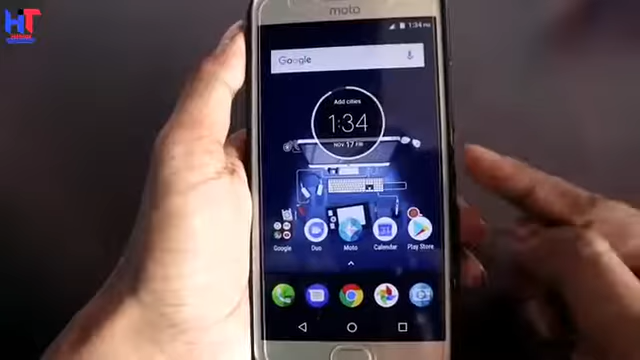 HT
moto
1:34 PM
Google
Add cities
1:34
NOV 17 FRI
Google
Duo
Moto
Calendar
Play Store